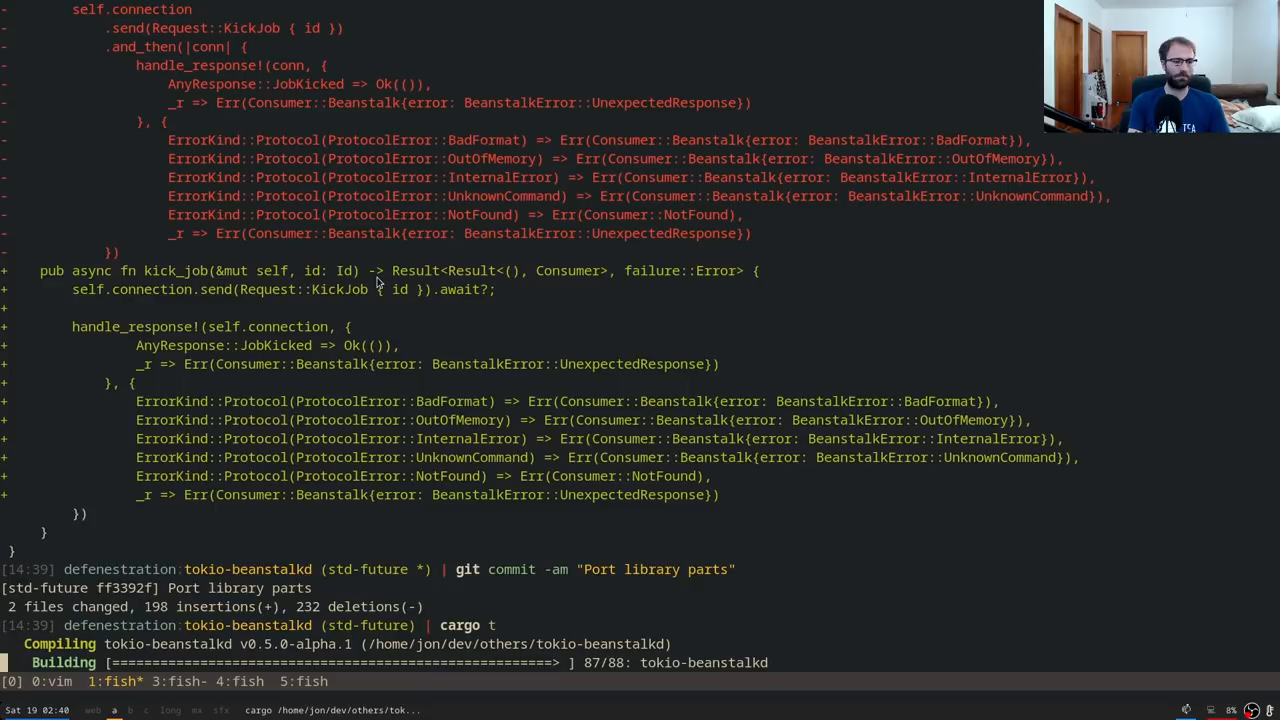 -        self.connection
-            .send(Request::KickJob { id })
-            .and_then(|conn| {
-                handle_response!(conn, {
-                    AnyResponse::JobKicked => Ok(()),
-                    _r => Err(Consumer::Beanstalk{error: BeanstalkError::UnexpectedResponse})
-                }, {
-                    ErrorKind::Protocol(ProtocolError::BadFormat) => Err(Consumer::Beanstalk{error: BeanstalkError::BadFormat}),
-                    ErrorKind::Protocol(ProtocolError::OutOfMemory) => Err(Consumer::Beanstalk{error: BeanstalkError::OutOfMemory}),
-                    ErrorKind::Protocol(ProtocolError::InternalError) => Err(Consumer::Beanstalk{error: BeanstalkError::InternalError}),
-                    ErrorKind::Protocol(ProtocolError::UnknownCommand) => Err(Consumer::Beanstalk{error: BeanstalkError::UnknownCommand}),
-                    ErrorKind::Protocol(ProtocolError::NotFound) => Err(Consumer::NotFound),
-                    _r => Err(Consumer::Beanstalk{error: BeanstalkError::UnexpectedResponse})
-            })
+    pub async fn kick_job(&mut self, id: Id) -> Result<Result<(), Consumer>, failure::Error> {
+        self.connection.send(Request::KickJob { id }).await?;
+
+        handle_response!(self.connection, {
+                AnyResponse::JobKicked => Ok(()),
+                _r => Err(Consumer::Beanstalk{error: BeanstalkError::UnexpectedResponse})
+            }, {
+                ErrorKind::Protocol(ProtocolError::BadFormat) => Err(Consumer::Beanstalk{error: BeanstalkError::BadFormat}),
+                ErrorKind::Protocol(ProtocolError::OutOfMemory) => Err(Consumer::Beanstalk{error: BeanstalkError::OutOfMemory}),
+                ErrorKind::Protocol(ProtocolError::InternalError) => Err(Consumer::Beanstalk{error: BeanstalkError::InternalError}),
+                ErrorKind::Protocol(ProtocolError::UnknownCommand) => Err(Consumer::Beanstalk{error: BeanstalkError::UnknownCommand}),
+                ErrorKind::Protocol(ProtocolError::NotFound) => Err(Consumer::NotFound),
+                _r => Err(Consumer::Beanstalk{error: BeanstalkError::UnexpectedResponse})
        })
    }
}
[14:39] defenestration:tokio-beanstalkd (std-future *) | git commit -am "Port library parts"
[std-future ff3392f] Port library parts
 2 files changed, 198 insertions(+), 232 deletions(-)
[14:39] defenestration:tokio-beanstalkd (std-future) | cargo t
   Compiling tokio-beanstalkd v0.5.0-alpha.1 (/home/jon/dev/others/tokio-beanstalkd)
    Building [=======================================================> ] 87/88: tokio-beanstalkd
[0] 0:vim  1:fish* 3:fish- 4:fish  5:fish
Sat 19 02:40 web a b c long mx sfx cargo /home/jon/dev/others/tok... 8%